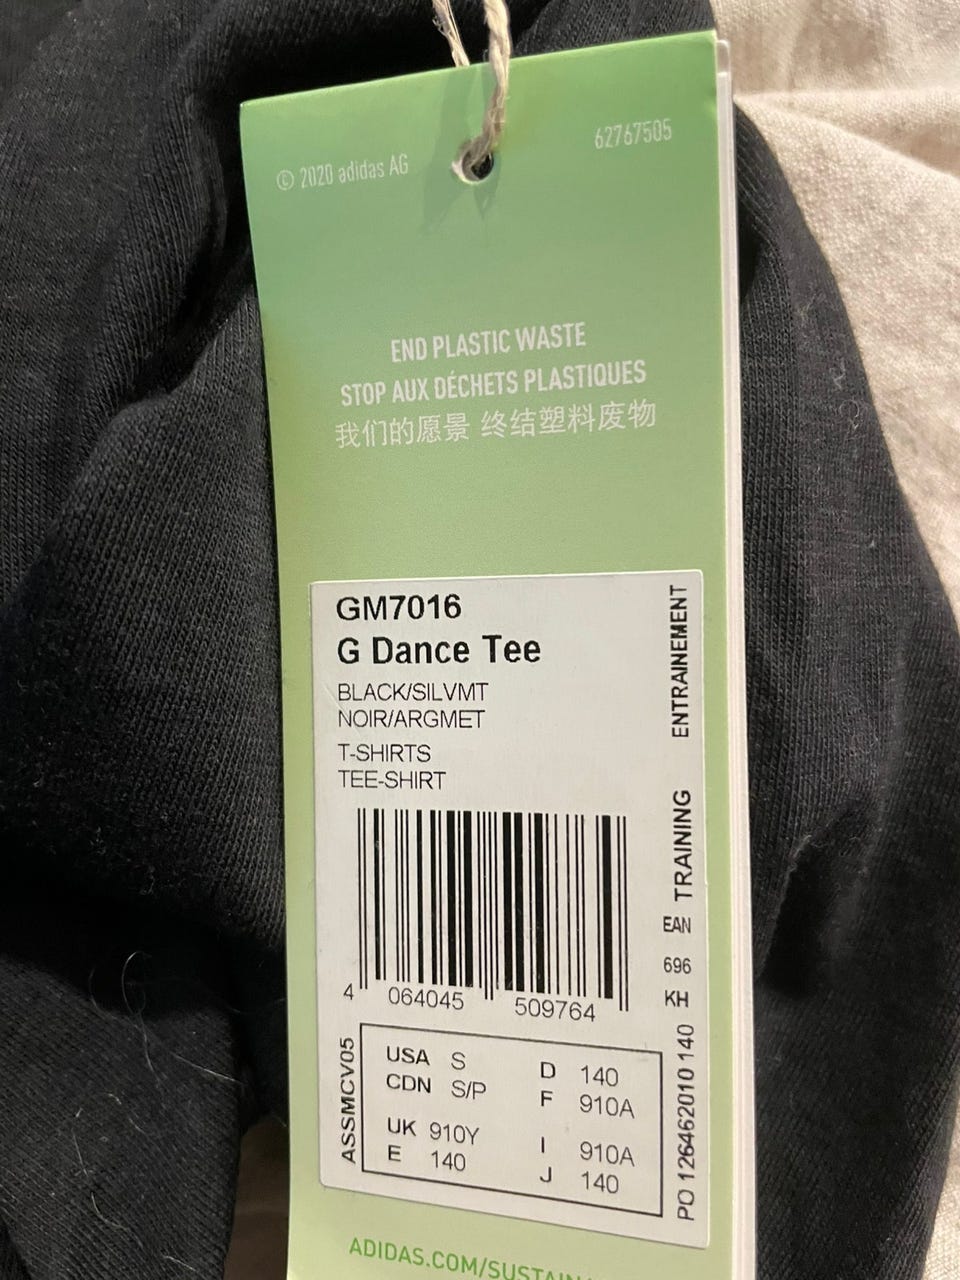 © 2020 adidas AG
62767505
END PLASTIC WASTE
STOP AUX DÉCHETS PLASTIQUES
我们的愿景 终结塑料废物
GM7016
G Dance Tee
BLACK/SILVMT
NOIR/ARGMET
T-SHIRTS
TEE-SHIRT
TRAINING ENTRAINEMENT
4 064045 509764
EAN
696
KH
ASSMCV05
USA S
CDN S/P
UK 910Y
E 140
D 140
F 910A
I 910A
J 140
PO 126462010 140
ADIDAS.COM/SUSTAIN